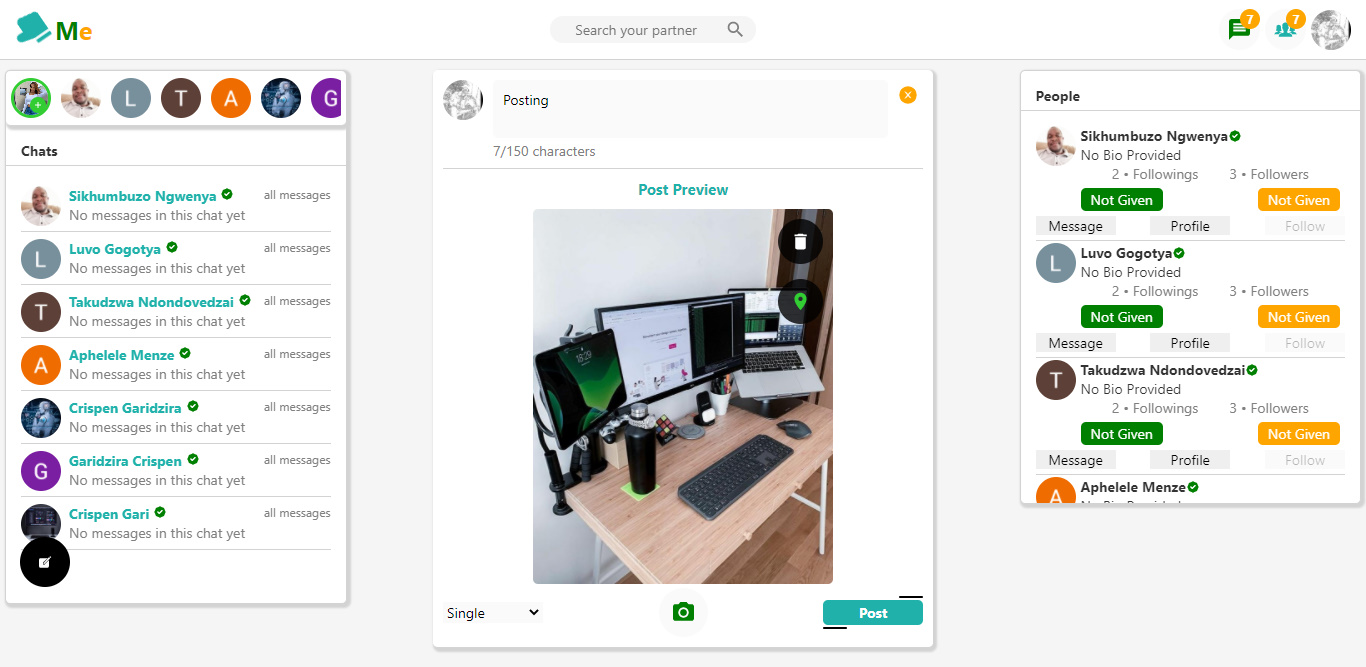 Me
Search your partner
7
7
L
T
A
G
Chats
Sikhumbuzo Ngwenya
all messages
No messages in this chat yet
L
Luvo Gogotya
all messages
No messages in this chat yet
T
Takudzwa Ndondovedzai
all messages
No messages in this chat yet
A
Aphelele Menze
all messages
No messages in this chat yet
Crispen Garidzira
all messages
No messages in this chat yet
G
Garidzira Crispen
all messages
No messages in this chat yet
Crispen Gari
all messages
No messages in this chat yet
Posting
7/150 characters
Post Preview
16:29
Single
Post
People
Sikhumbuzo Ngwenya
No Bio Provided
2 • Followings 3 • Followers
Not Given Not Given
Message Profile Follow
L
Luvo Gogotya
No Bio Provided
2 • Followings 3 • Followers
Not Given Not Given
Message Profile Follow
T
Takudzwa Ndondovedzai
No Bio Provided
2 • Followings 3 • Followers
Not Given Not Given
Message Profile Follow
A
Aphelele Menze